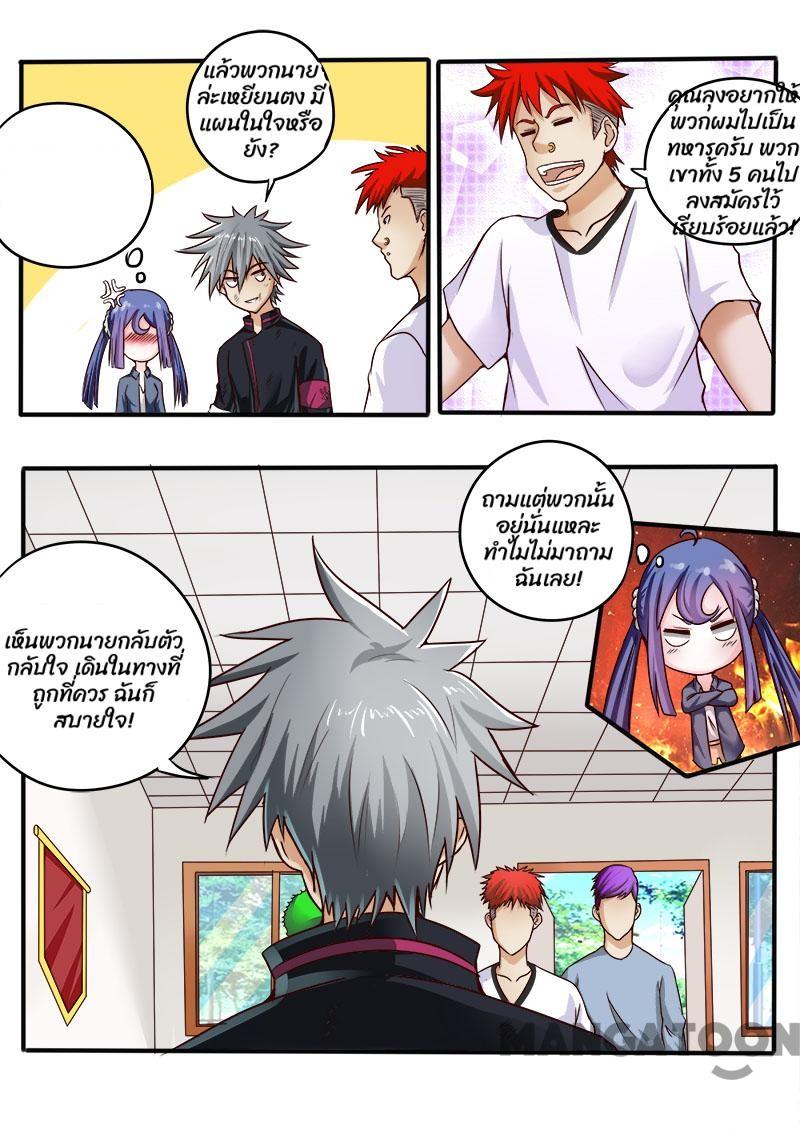 แล้วพวกนาย
ล่ะเหยียนตง มี
แผนในใจหรือ
ยัง?
คุณลุงอยากให้
พวกผมไปเป็น
ทหารครับ พวก
เขาทั้ง 5 คนไป
ลงสมัครไว้
เรียบร้อยแล้ว!
ถามแต่พวกนั้น
อยู่นั่นแหละ
ทำไมไม่มาถาม
ฉันเลย!
เห็นพวกนายกลับตัว
กลับใจ เดินในทางที่
ถูกที่ควร ฉันก็
สบายใจ!
MANGATOON